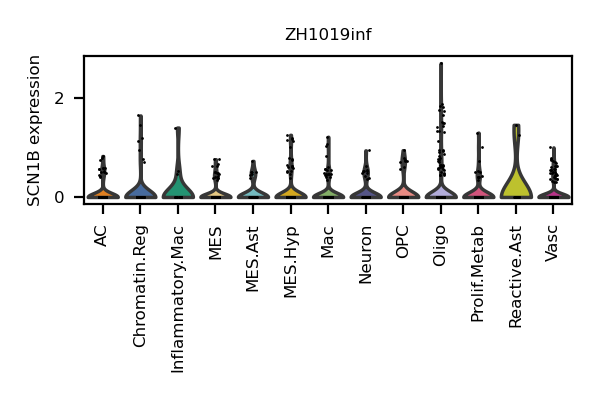 ZH1019inf
SCN1B expression
2
0
AC
Chromatin.Reg
Inflammatory.Mac
MES
MES.Ast
MES.Hyp
Mac
Neuron
OPC
Oligo
Prolif.Metab
Reactive.Ast
Vasc